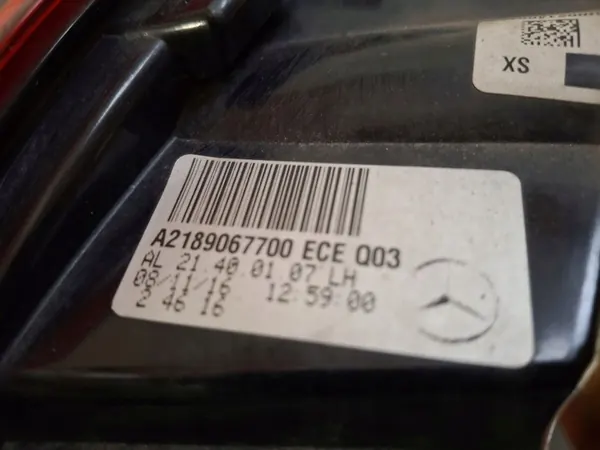 XS
A2189067700 ECE Q03
AL 21.40.01.07 LH
08/11/16 12:59:00
2 46 16